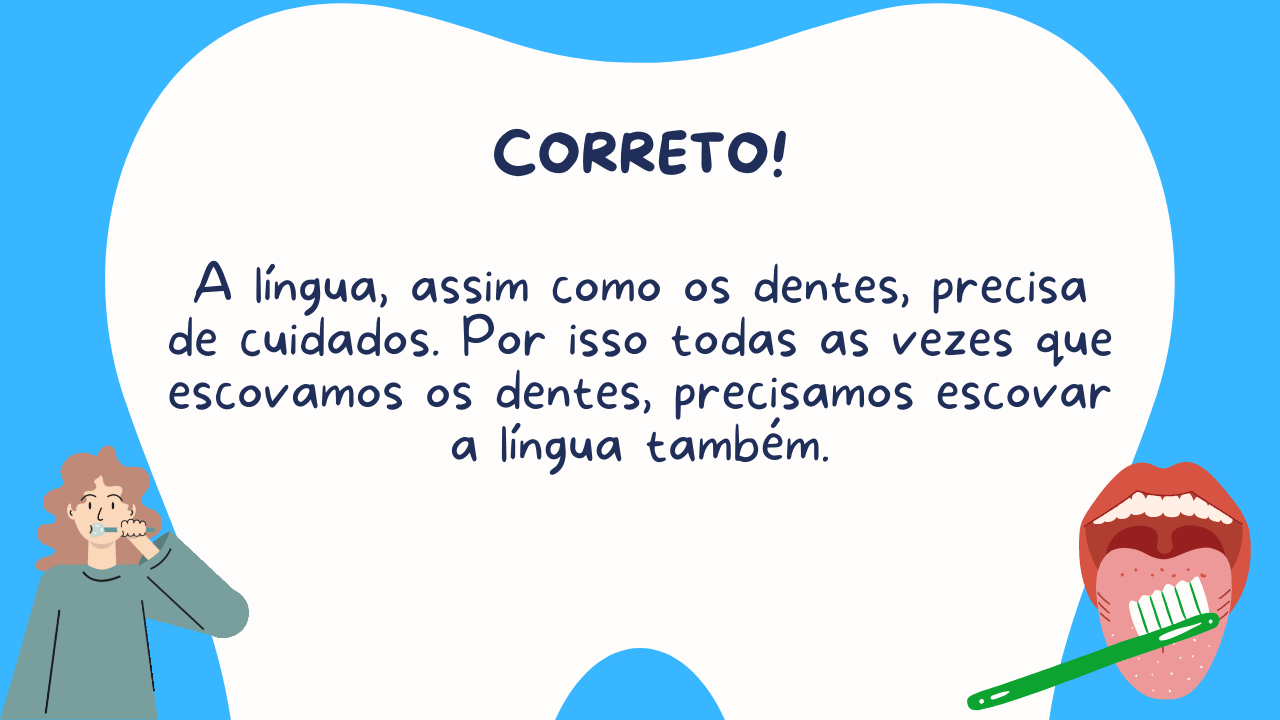 CORRETO!
A língua, assim como os dentes, precisa
de cuidados. Por isso todas as vezes que
escovamos os dentes, precisamos escovar
a língua também.